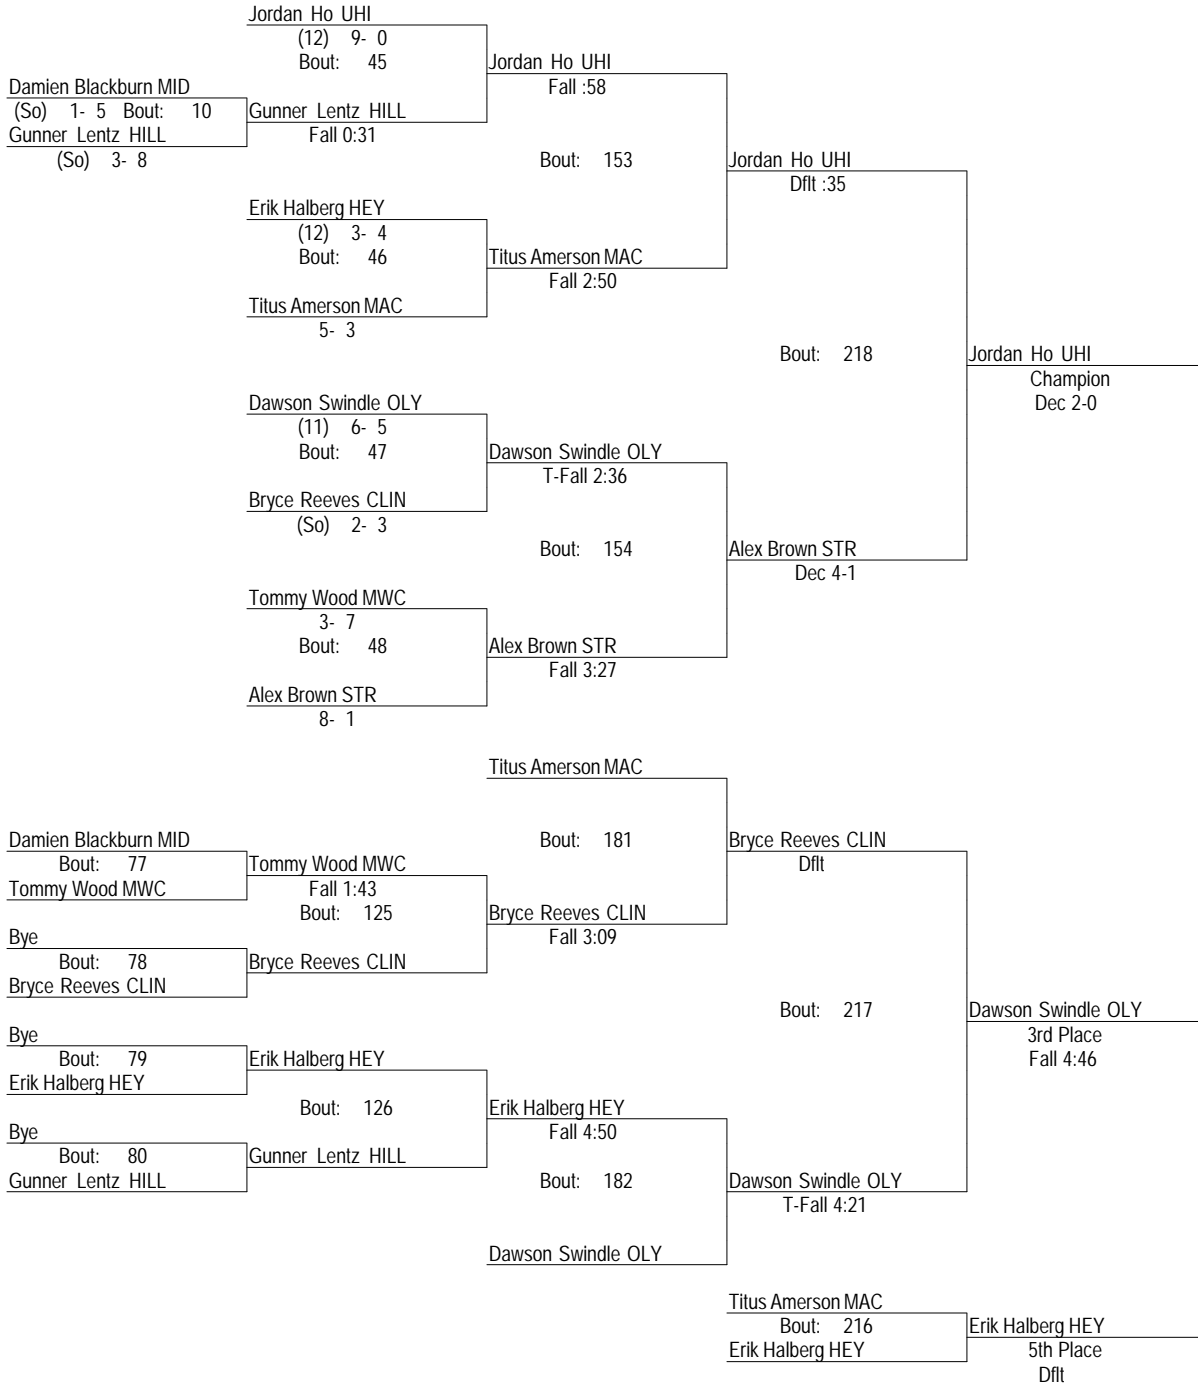 Jordan Ho UHI
(12) 9- 0
Bout: 45
Jordan Ho UHI
Fall :58
Damien Blackburn MID
(So) 1- 5 Bout: 10
Gunner Lentz HILL
Fall 0:31
Gunner Lentz HILL
(So) 3- 8
Bout: 153
Jordan Ho UHI
Dflt :35
Erik Halberg HEY
(12) 3- 4
Bout: 46
Titus Amerson MAC
Fall 2:50
Titus Amerson MAC
5- 3
Bout: 218
Jordan Ho UHI
Champion
Dec 2-0
Dawson Swindle OLY
(11) 6- 5
Bout: 47
Dawson Swindle OLY
T-Fall 2:36
Bryce Reeves CLIN
(So) 2- 3
Bout: 154
Alex Brown STR
Dec 4-1
Tommy Wood MWC
3- 7
Bout: 48
Alex Brown STR
Fall 3:27
Alex Brown STR
8- 1
Titus Amerson MAC
Bout: 181
Bryce Reeves CLIN
Dflt
Damien Blackburn MID
Bout: 77
Tommy Wood MWC
Tommy Wood MWC
Fall 1:43
Bout: 125
Bryce Reeves CLIN
Fall 3:09
Bye
Bout: 78
Bryce Reeves CLIN
Bryce Reeves CLIN
Bout: 217
Dawson Swindle OLY
3rd Place
Fall 4:46
Bye
Bout: 79
Erik Halberg HEY
Erik Halberg HEY
Bout: 126
Erik Halberg HEY
Fall 4:50
Bye
Bout: 80
Gunner Lentz HILL
Gunner Lentz HILL
Bout: 182
Dawson Swindle OLY
T-Fall 4:21
Dawson Swindle OLY
Titus Amerson MAC
Bout: 216
Erik Halberg HEY
Erik Halberg HEY
5th Place
Dflt